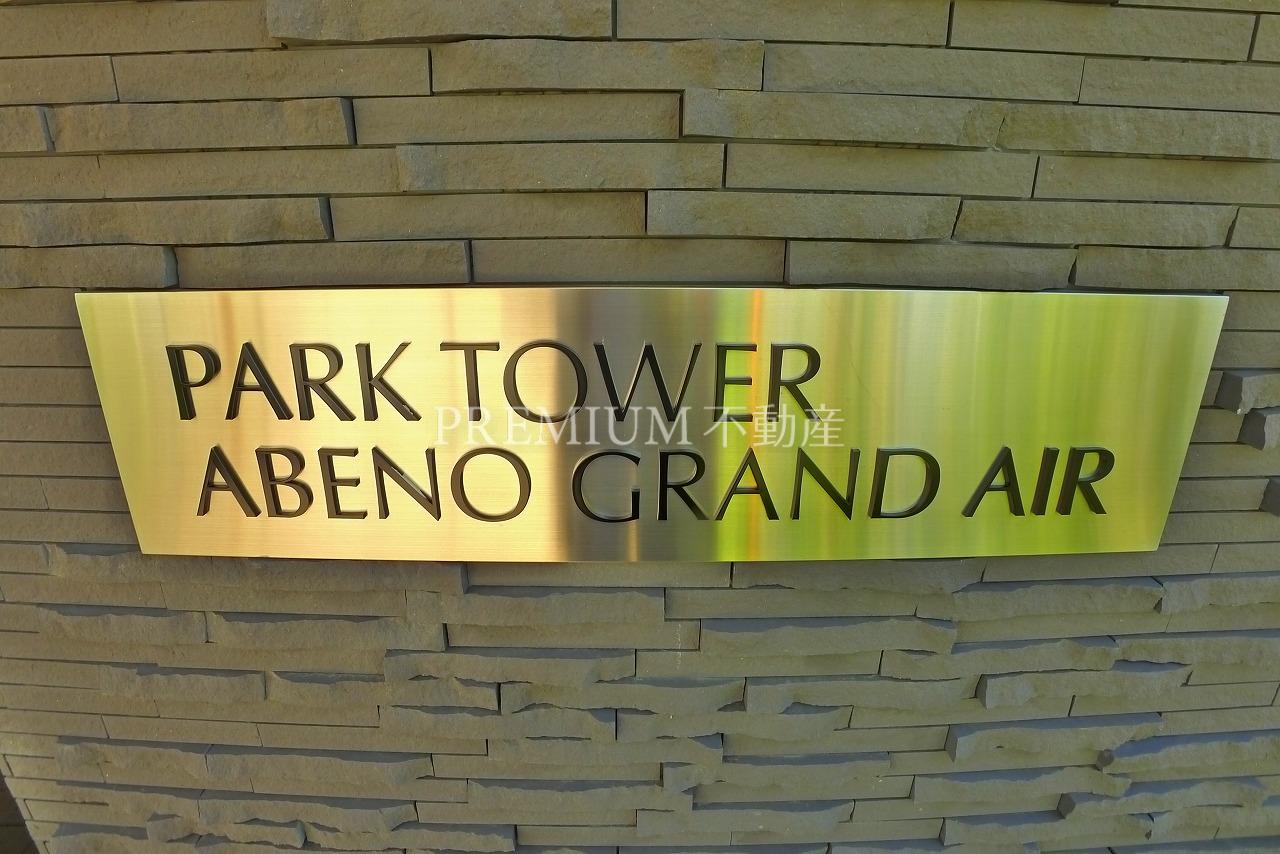 PARK TOWER
PREMIUM 不動産
ABENO GRAND AIR